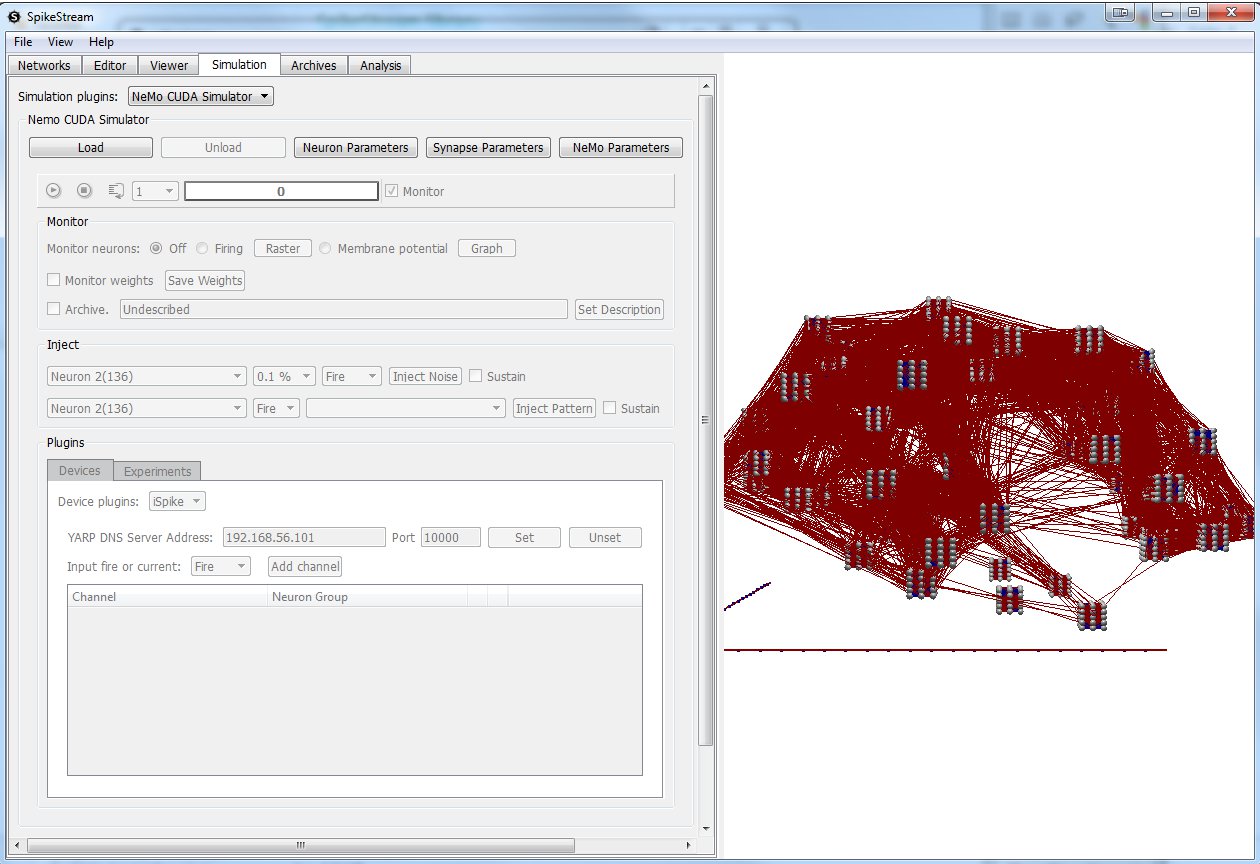 SpikeStream
File View Help
Networks Editor Viewer Simulation Archives Analysis
Simulation plugins: NeMo CUDA Simulator
Nemo CUDA Simulator
Load Unload Neuron Parameters Synapse Parameters NeMo Parameters
1 0 Monitor
Monitor
Monitor neurons: Off Firing Raster Membrane potential Graph
Monitor weights Save Weights
Archive. Undescribed Set Description
Inject
Neuron 2(136) 0.1 % Fire Inject Noise Sustain
Neuron 2(136) Fire Inject Pattern Sustain
Plugins
Devices Experiments
Device plugins: iSpike
YARP DNS Server Address: 192.168.56.101 Port 10000 Set Unset
Input fire or current: Fire Add channel
Channel Neuron Group